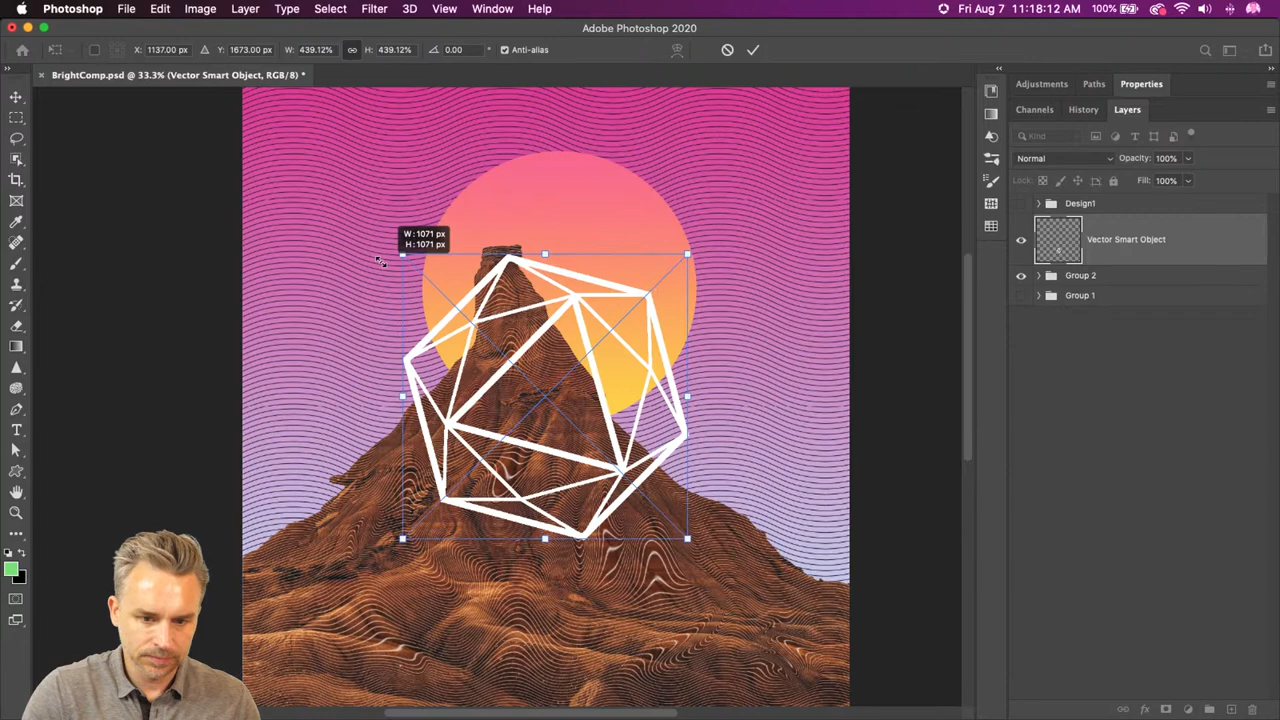 Photoshop File Edit Image Layer Type Select Filter 3D View Window Help 100% Fri Aug 7 11:18:12 AM
Adobe Photoshop 2020
X: 1137.00 px Y: 1673.00 px W: 439.12% H: 439.12% 0.00 ° Anti-alias
BrightComp.psd @ 33.3% (Vector Smart Object, RGB/8) *
Adjustments Paths Properties
Channels History Layers
Kind
Normal Opacity: 100%
Lock: Fill: 100%
Design1
Vector Smart Object
Group 2
Group 1
W: 1071 px
H: 1071 px